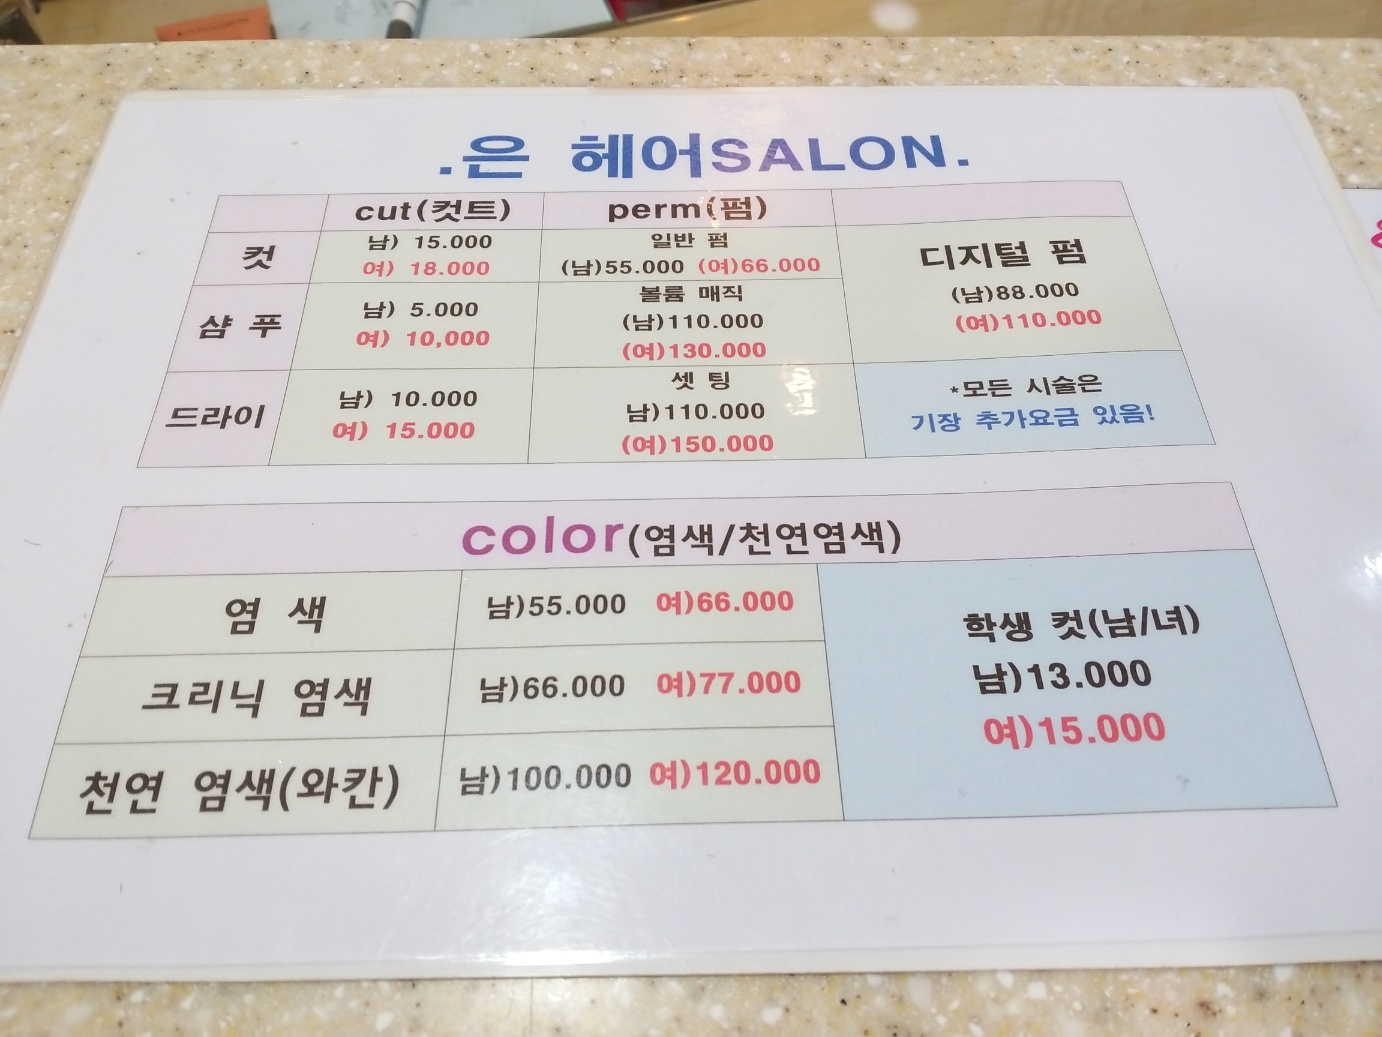 .은 헤어SALON.
cut(컷트) perm(펌)
컷
남) 15.000
여) 18.000
일반 펌
(남)55.000 (여)66.000
디지털 펌
(남)88.000
(여)110.000
샴 푸
남) 5.000
여) 10,000
볼륨 매직
(남)110.000
(여)130.000
드라이
남) 10.000
여) 15.000
셋 팅
남)110.000
(여)150.000
*모든 시술은
기장 추가요금 있음!
color(염색/천연염색)
염 색
남)55.000 여)66.000
크리닉 염색
남)66.000 여)77.000
천연 염색(와칸)
남)100.000 여)120.000
학생 컷(남/녀)
남)13.000
여)15.000